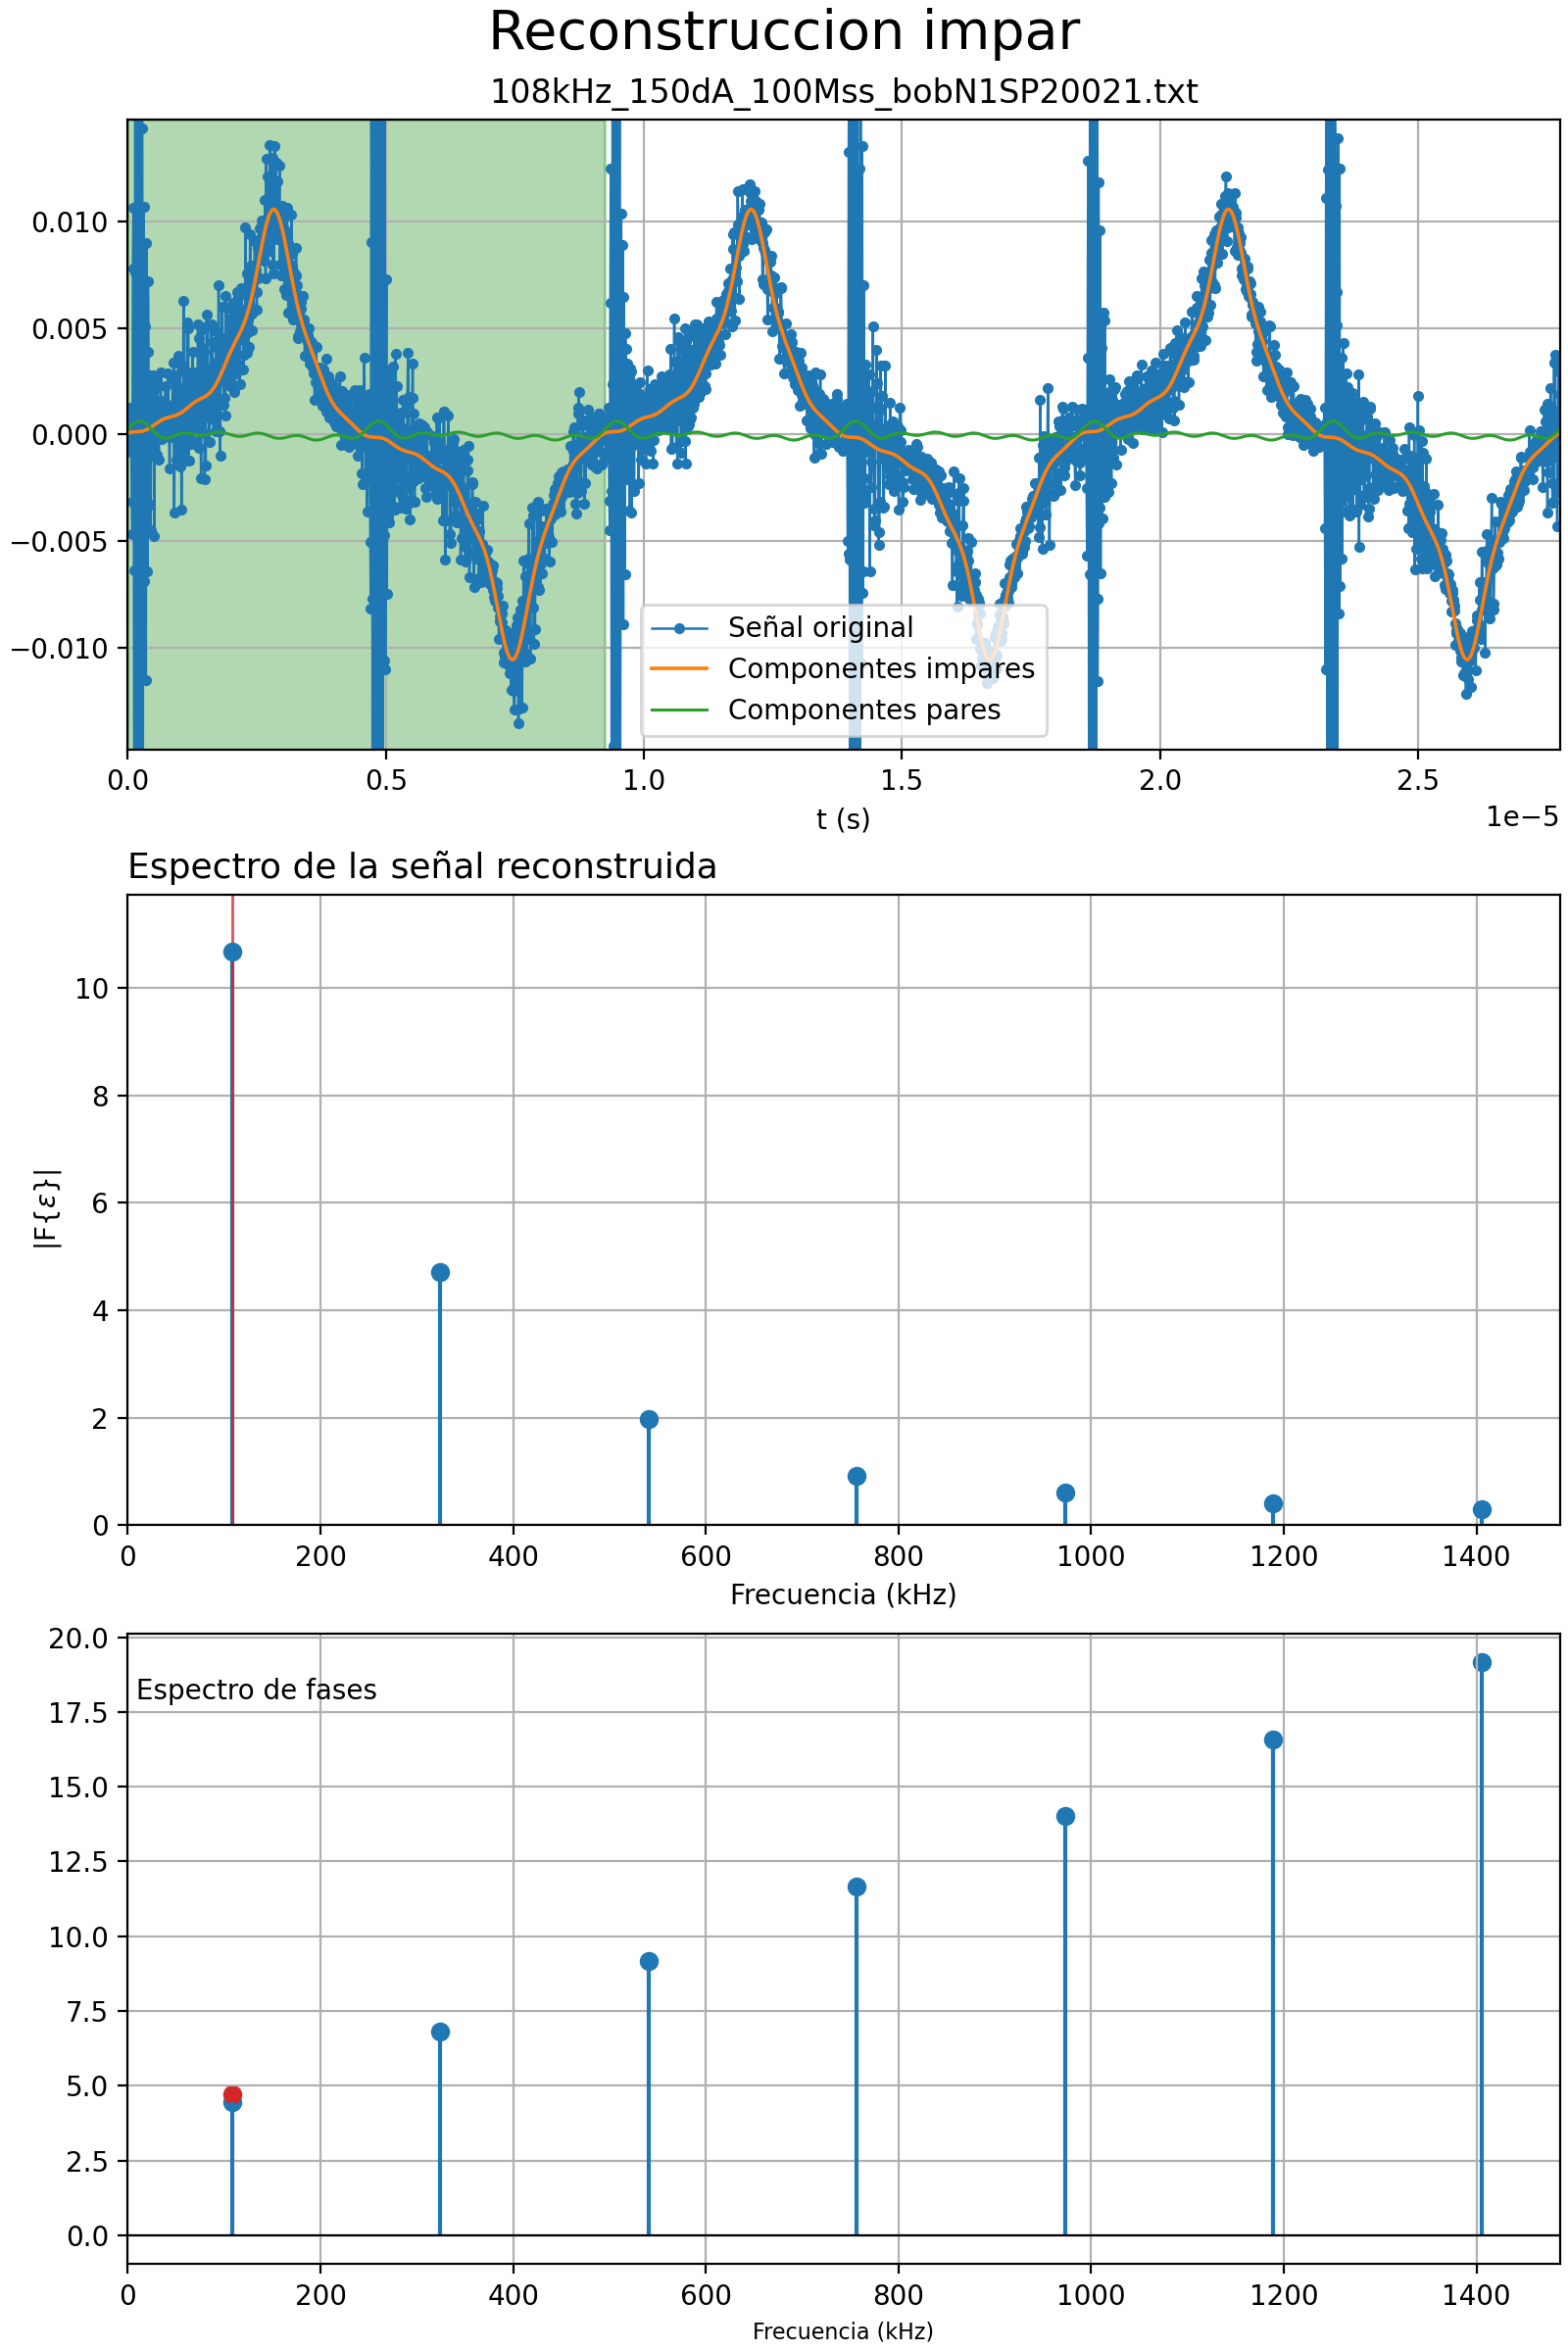 Reconstruccion impar
108kHz_150dA_100Mss_bobN1SP20021.txt
0.010
0.005
0.000
−0.005
−0.010
Señal original
Componentes impares
Componentes pares
0.0 0.5 1.0 1.5 2.0 2.5
t (s)
1e−5
Espectro de la señal reconstruida
10
8
6
4
2
0
|F{ε}|
0 200 400 600 800 1000 1200 1400
Frecuencia (kHz)
20.0
17.5
15.0
12.5
10.0
7.5
5.0
2.5
0.0
Espectro de fases
0 200 400 600 800 1000 1200 1400
Frecuencia (kHz)